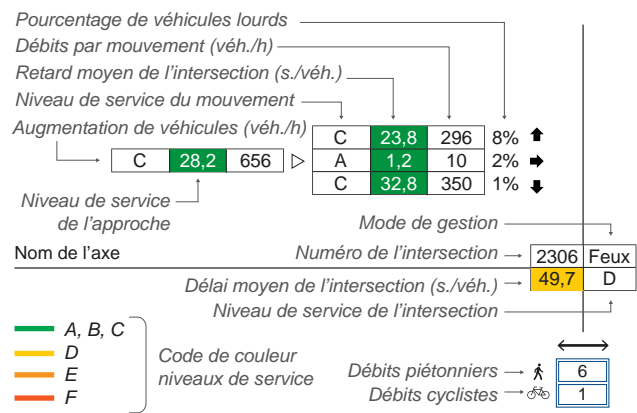 Pourcentage de véhicules lourds
Débits par mouvement (véh./h)
Retard moyen de l'intersection (s./véh.)
Niveau de service du mouvement
Augmentation de véhicules (véh./h)
C 23,8 296 8%
C 28,2 656 A 1,2 10 2%
C 32,8 350 1%
Niveau de service
de l'approche
Mode de gestion
Nom de l'axe Numéro de l'intersection 2306 Feux
Délai moyen de l'intersection (s./véh.) 49,7 D
Niveau de service de l'intersection
A, B, C
D
E
F
Code de couleur
niveaux de service
Débits piétonniers 6
Débits cyclistes 1